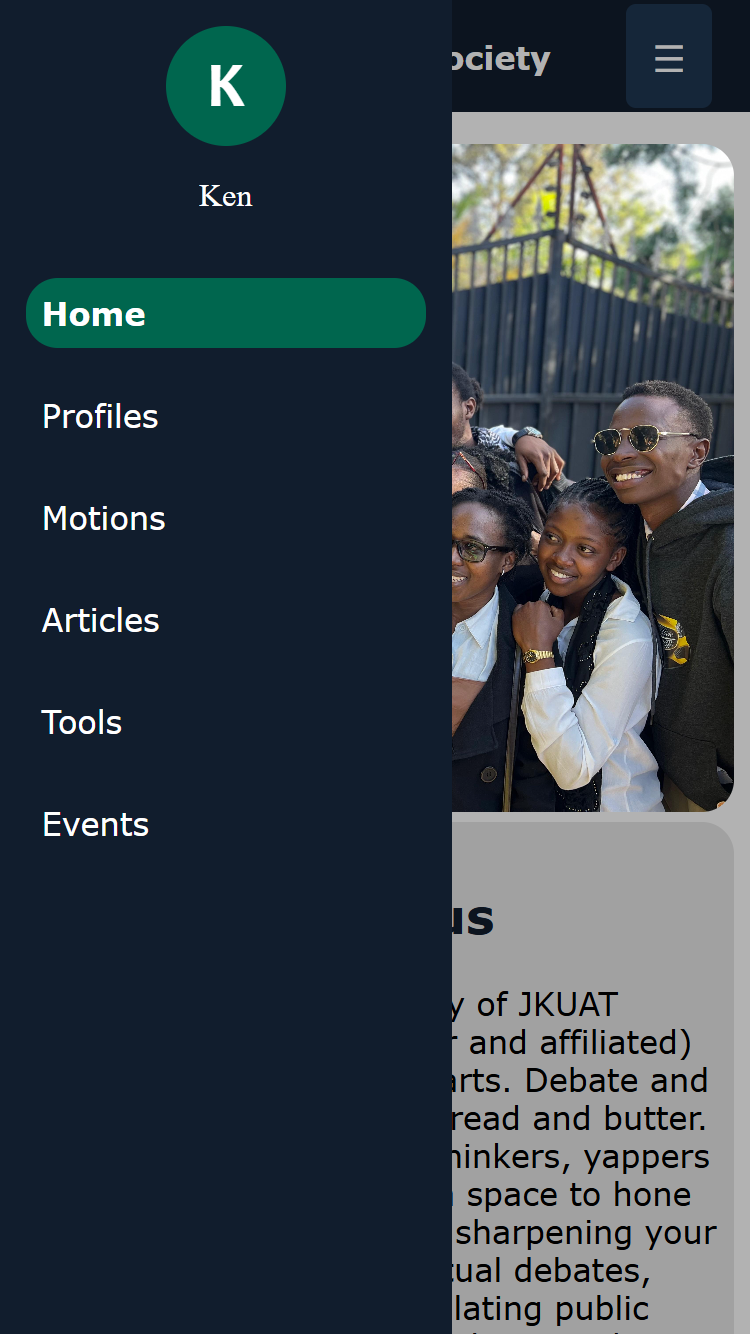 K
Ken
Home
Profiles
Motions
Articles
Tools
Events
ociety
☰
us
y of JKUAT
and affiliated)
arts. Debate and
read and butter.
hinkers, yappers
space to hone
sharpening your
tual debates,
lating public